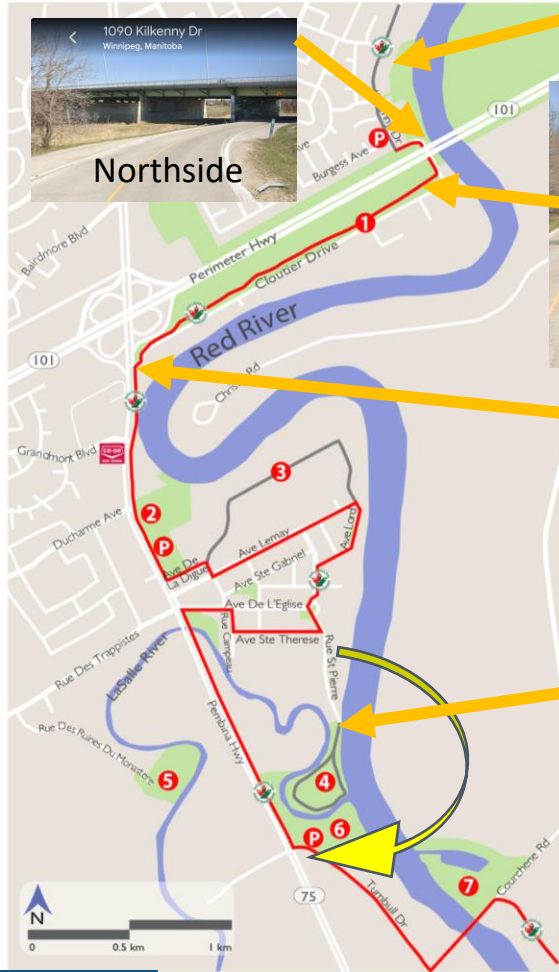 1090 Kilkenny Dr
Winnipeg, Manitoba
Northside
101
P
Burgess Ave
Bairdmore Blvd
Perimeter Hwy
1
Cloutier Drive
Red River
101
Grandmont Blvd
CO-OP
3
Ducharme Ave
2
P
Ave De
La Digue
Ave Lemay
Ave Lord
Ave Ste Gabriel
Ave De L'Eglise
Rue Campeau
Ave Ste Therese
Rue St Pierre
Rue Des Trappistes
LaSalle River
Pembina Hwy
Rue Des Ruines Du Monastere
5
4
P
6
7
Courchene Rd
75
Turnbull Dr
N
0
0.5 km
1 km